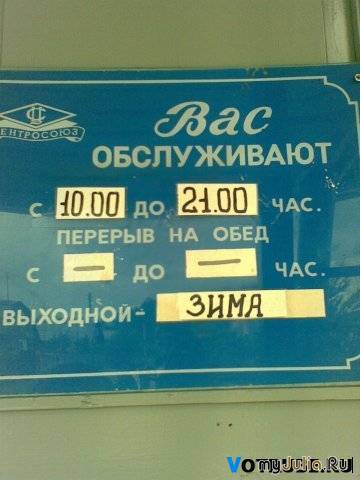 ЦЕНТРОСОЮЗ
Вас
ОБСЛУЖИВАЮТ
С 10.00 ДО 21.00 ЧАС.
ПЕРЕРЫВ НА ОБЕД
С — ДО — ЧАС.
ВЫХОДНОЙ- ЗИМА
VomyJulia.Ru